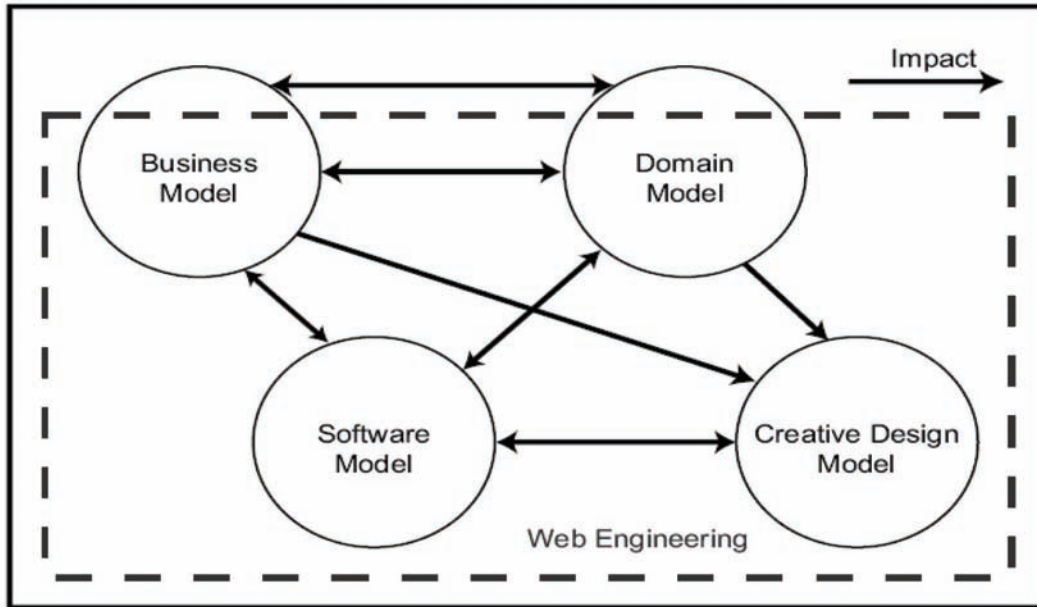 Impact
Business
Model
Domain
Model
Software
Model
Creative Design
Model
Web Engineering